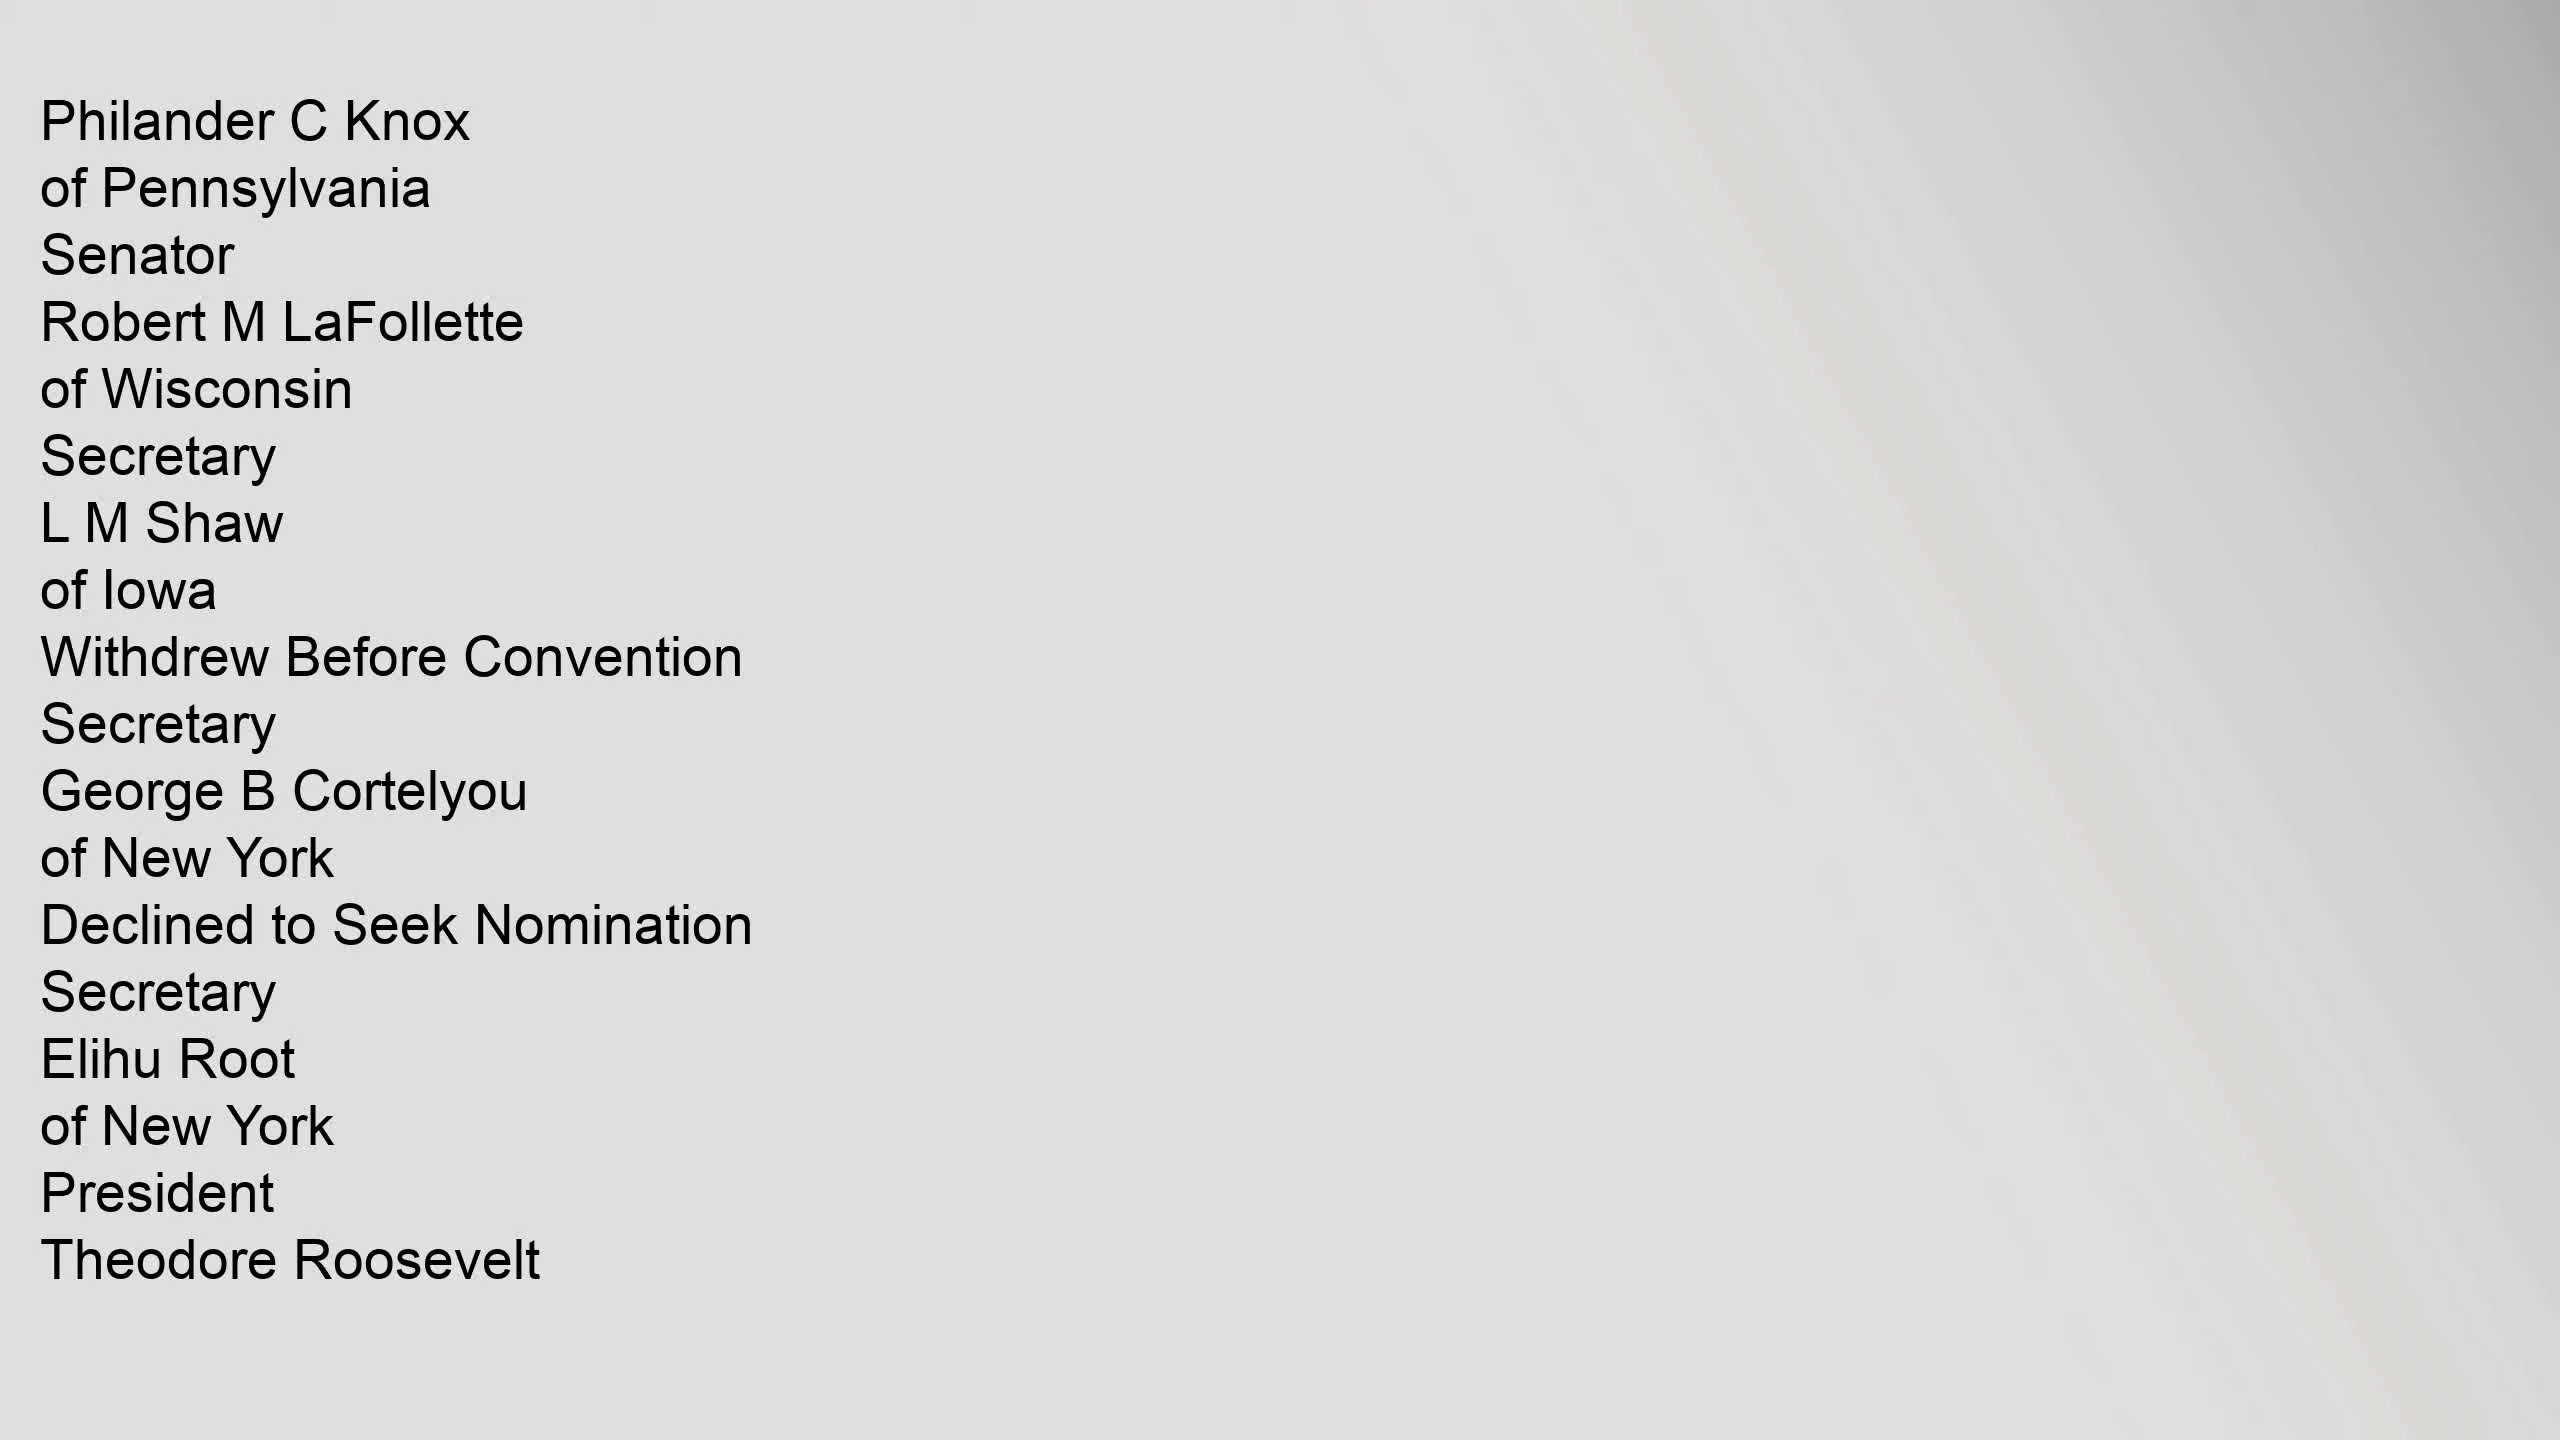 Philander C Knox
of Pennsylvania
Senator
Robert M LaFollette
of Wisconsin
Secretary
L M Shaw
of Iowa
Withdrew Before Convention
Secretary
George B Cortelyou
of New York
Declined to Seek Nomination
Secretary
Elihu Root
of New York
President
Theodore Roosevelt